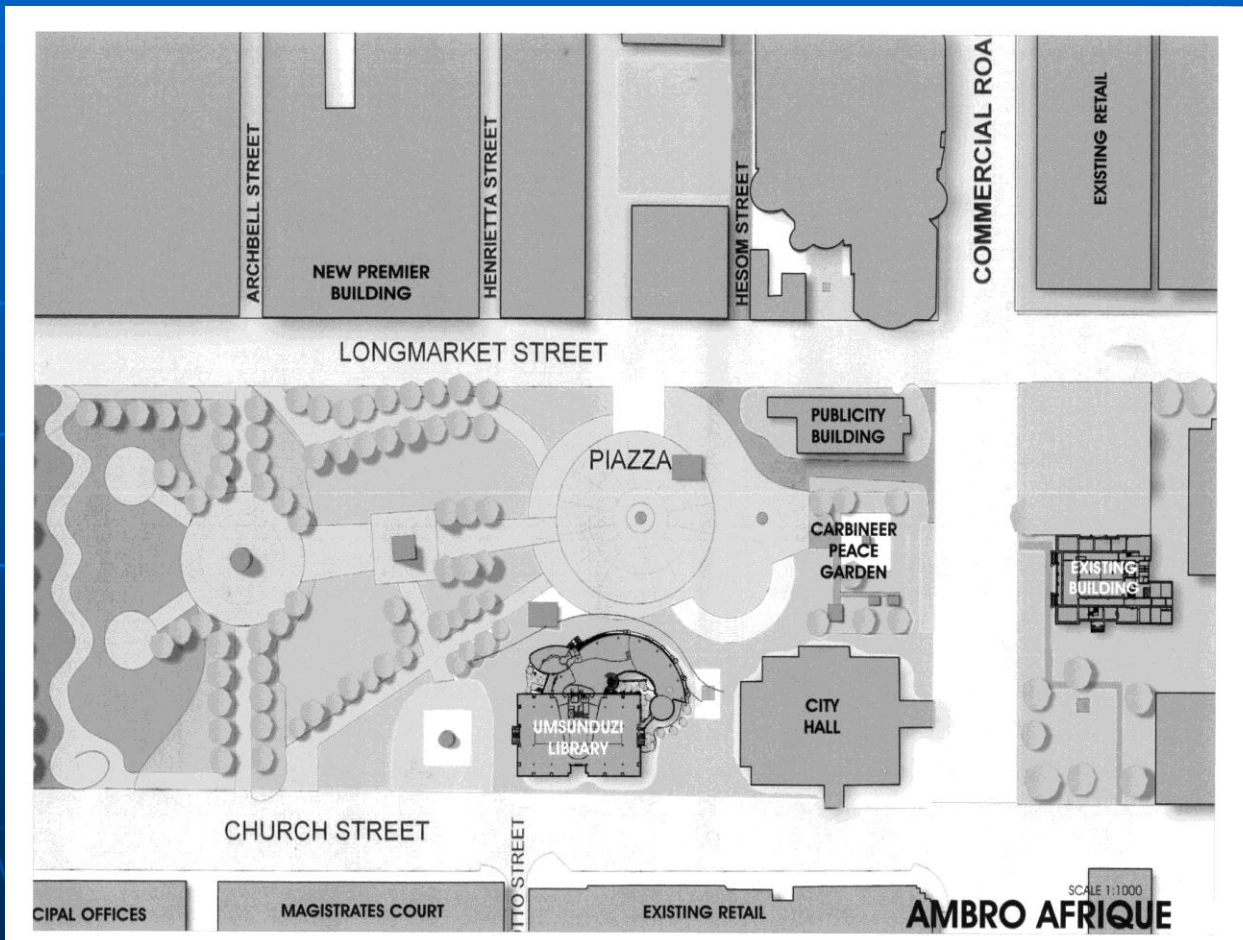 ARCHBELL STREET
NEW PREMIER
BUILDING
HENRIETTA STREET
HESOM STREET
COMMERCIAL ROA
EXISTING RETAIL
LONGMARKET STREET
PUBLICITY
BUILDING
PIAZZA
CARBINEER
PEACE
GARDEN
EXISTING
BUILDING
UMSUNDUZI
LIBRARY
CITY
HALL
CHURCH STREET
OTTO STREET
CIPAL OFFICES
MAGISTRATES COURT
EXISTING RETAIL
SCALE 1:1000
AMBRO AFRIQUE